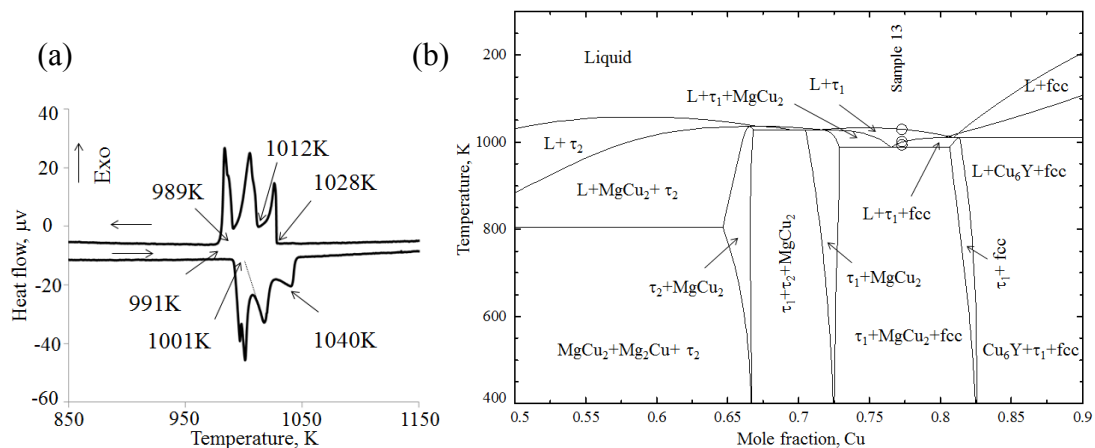 (a)
(b)
40
20
0
-20
-40
-60
850
950
1050
1150
Heat flow, μv
Temperature, K
Exo
989K
1012K
1028K
991K
1001K
1040K
200
1000
800
600
400
0.5
0.55
0.6
0.65
0.7
0.75
0.8
0.85
0.9
Temperature, K
Mole fraction, Cu
Liquid
Sample 13
L+τ₁
L+τ₁+MgCu₂
L+fcc
L+ τ₂
L+MgCu₂+ τ₂
L+Cu₆Y+fcc
L+τ₁+fcc
τ₂+MgCu₂
τ₁+τ₂+MgCu₂
τ₁+MgCu₂
τ₁+ fcc
τ₁+MgCu₂+fcc
MgCu₂+Mg₂Cu+ τ₂
Cu₆Y+τ₁+fcc